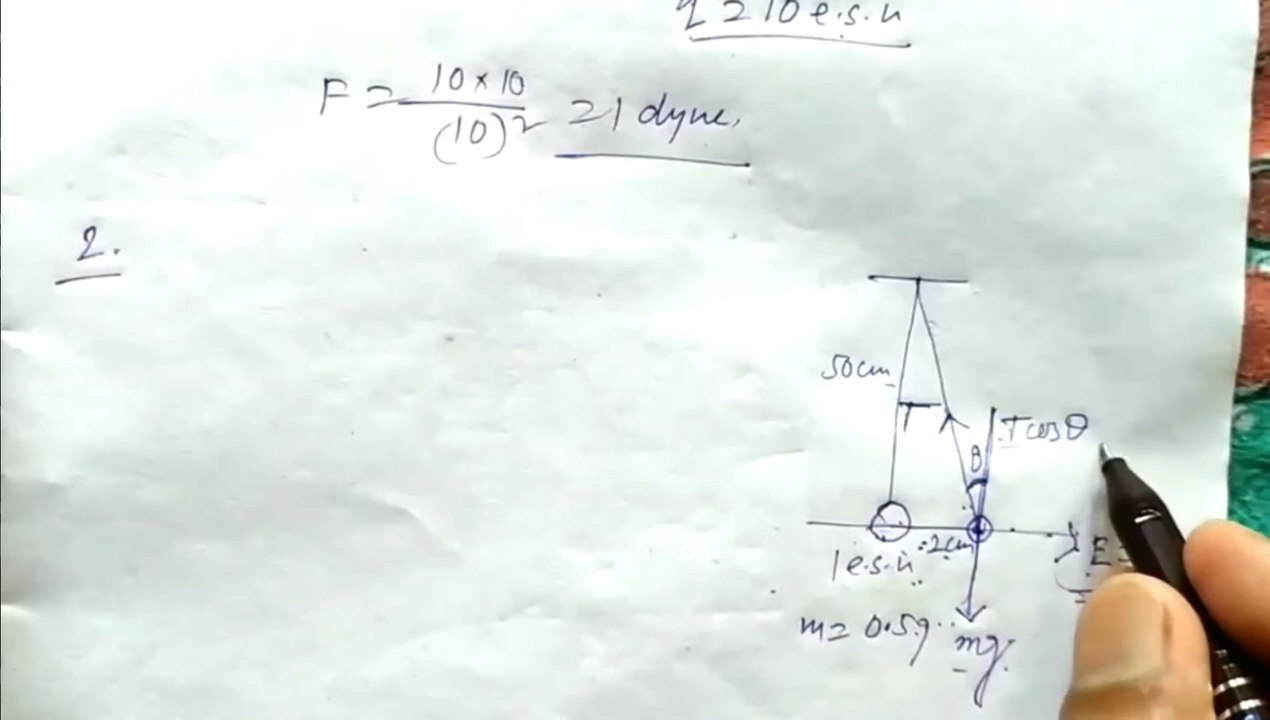 q = 10 e.s.u
F = 10 × 10 / (10)² = 1 dyne.
2.
50cm
T
T cos θ
θ
1 e.s.u
2cm
E =
m = 0.5g
mg